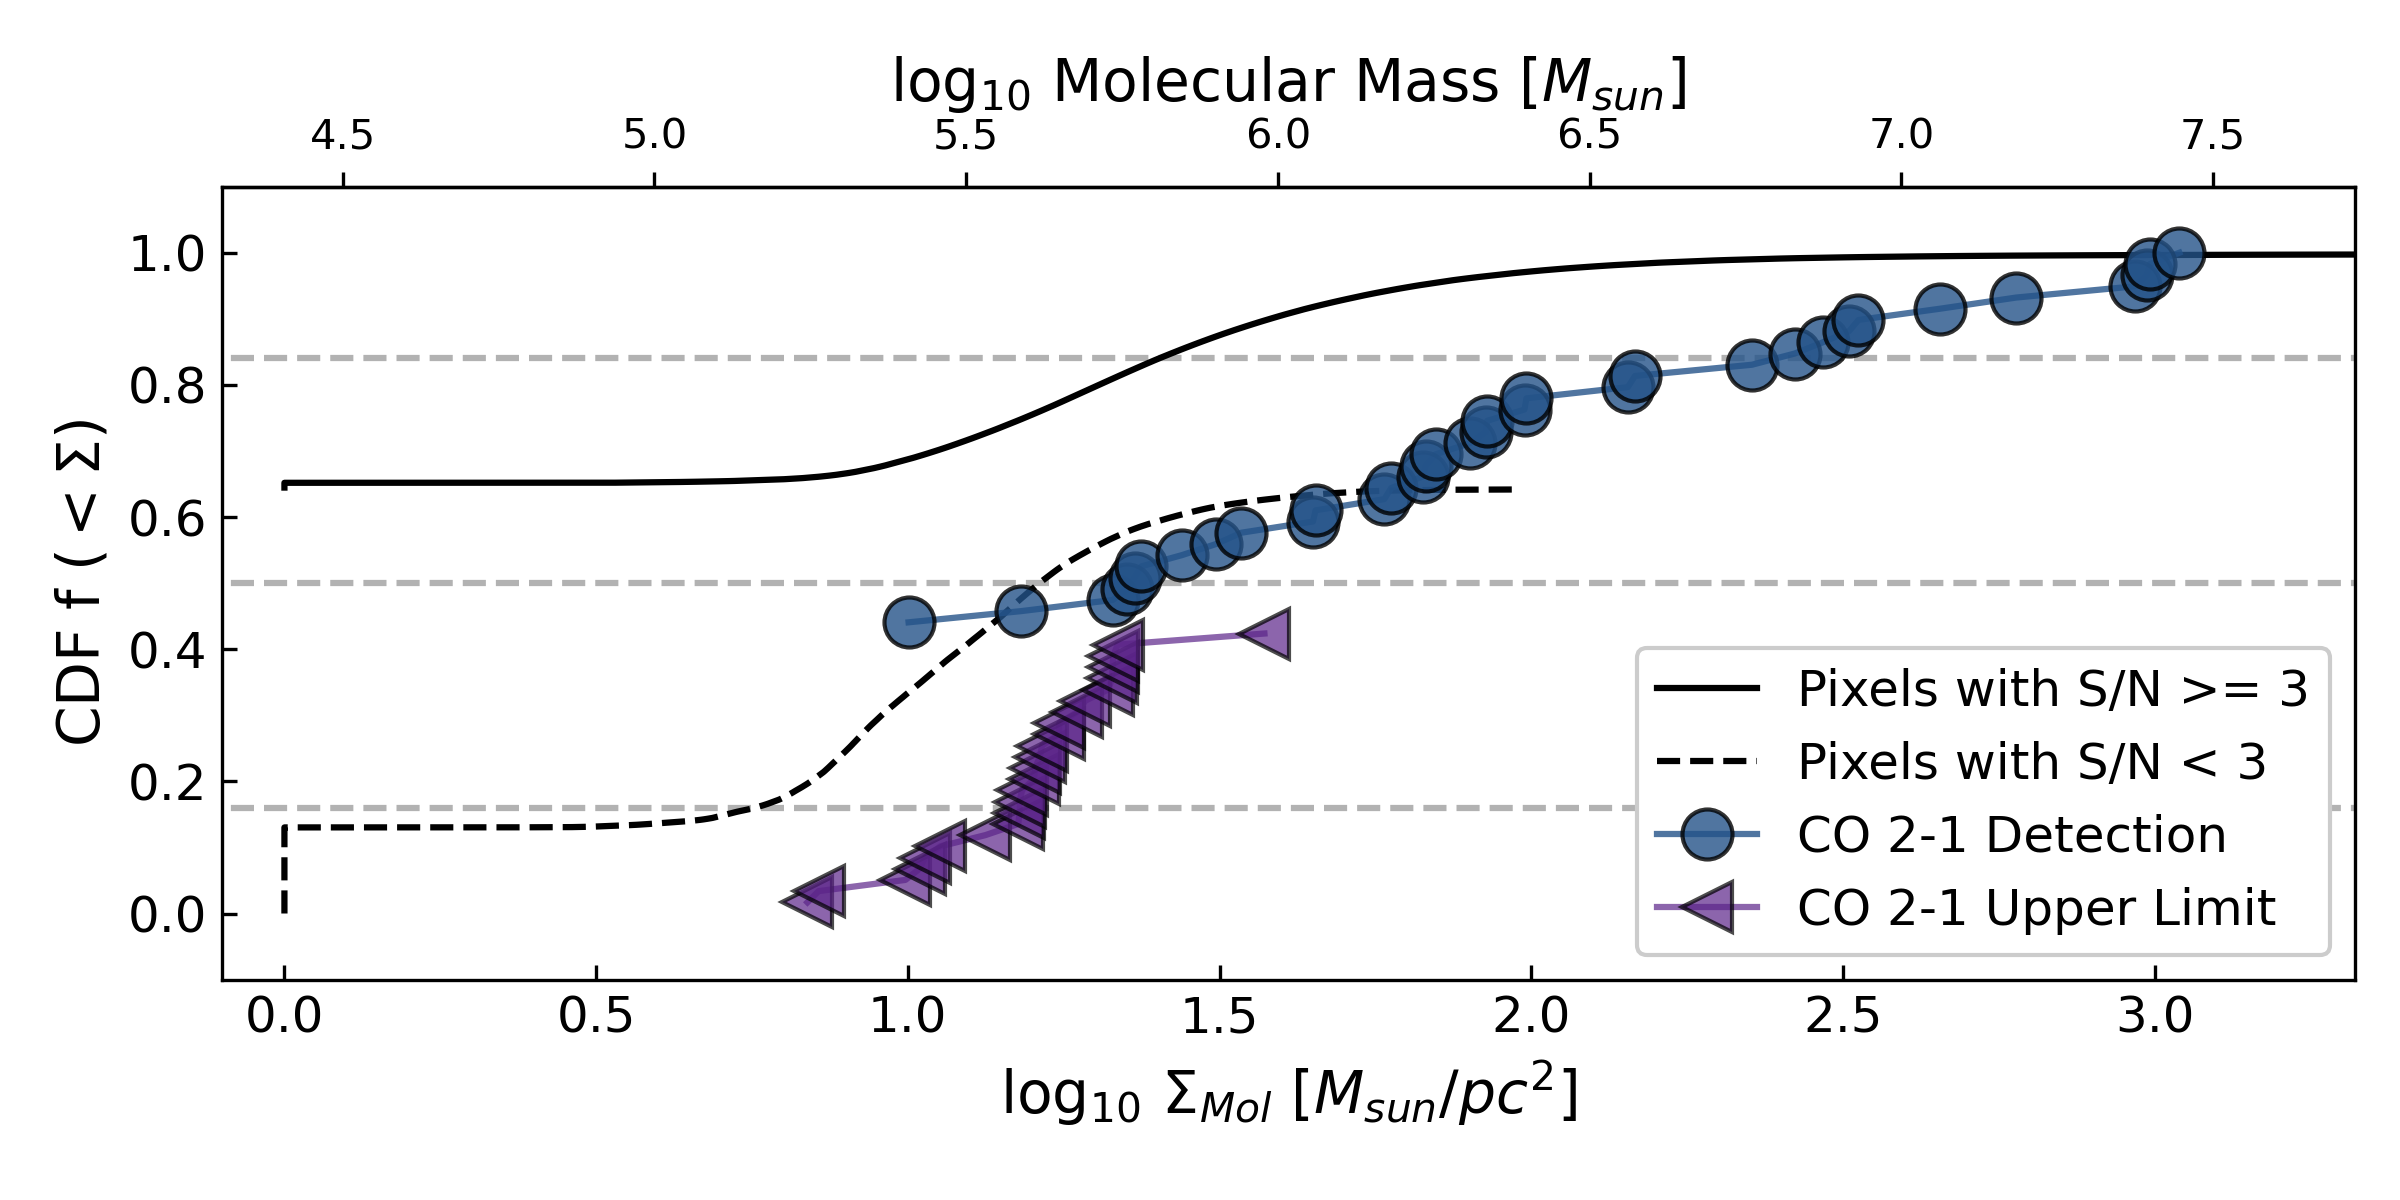 log₁₀ Molecular Mass [M_sun]
4.5 5.0 5.5 6.0 6.5 7.0 7.5
CDF f ( < Σ)
1.0
0.8
0.6
0.4
0.2
0.0
Pixels with S/N >= 3
Pixels with S/N < 3
CO 2-1 Detection
CO 2-1 Upper Limit
0.0 0.5 1.0 1.5 2.0 2.5 3.0
log₁₀ Σ_Mol [M_sun/pc²]